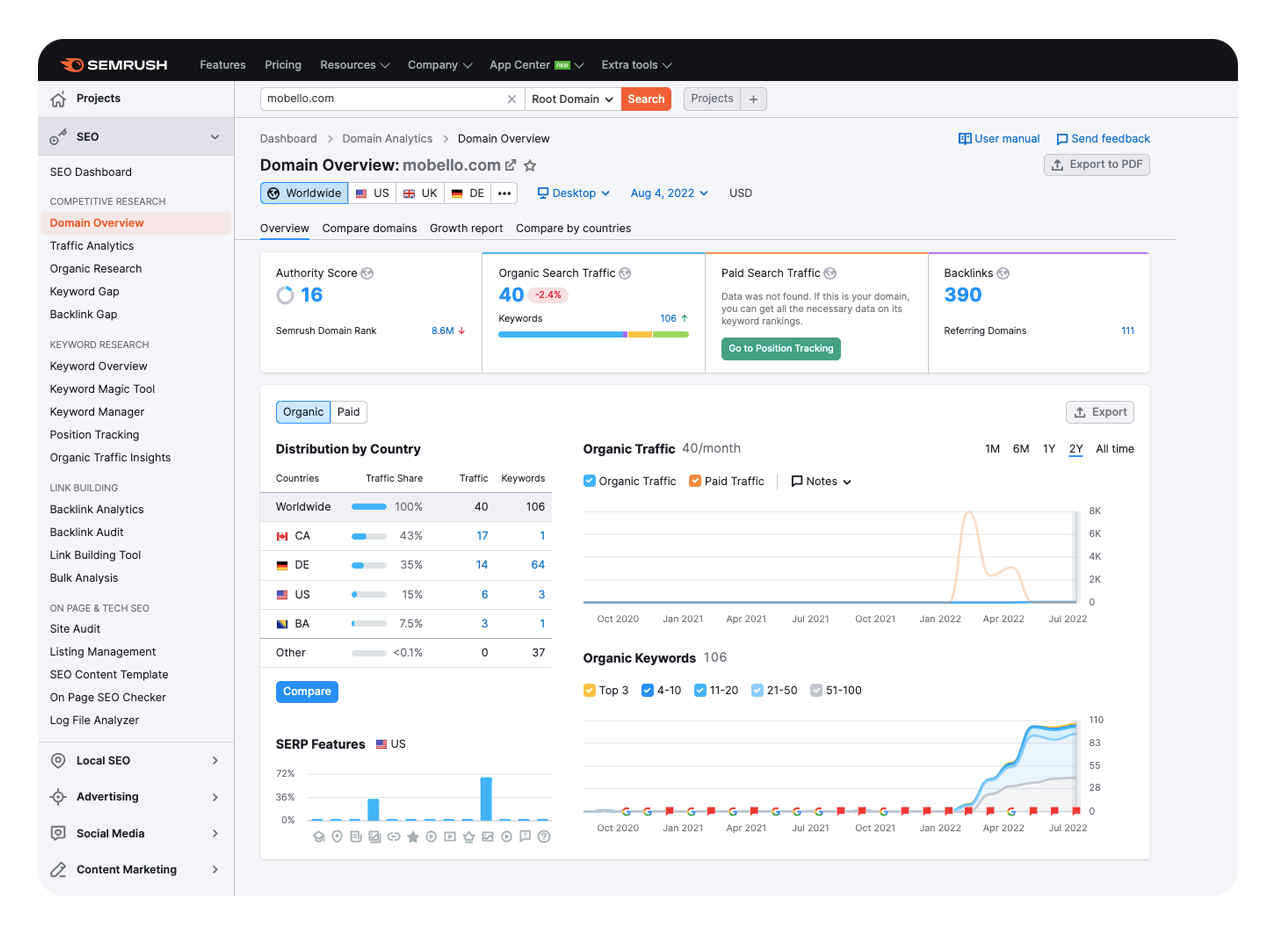 SEMRUSH Features Pricing Resources Company App Center NEW Extra tools
Projects
SEO
SEO Dashboard
COMPETITIVE RESEARCH
Domain Overview
Traffic Analytics
Organic Research
Keyword Gap
Backlink Gap
KEYWORD RESEARCH
Keyword Overview
Keyword Magic Tool
Keyword Manager
Position Tracking
Organic Traffic Insights
LINK BUILDING
Backlink Analytics
Backlink Audit
Link Building Tool
Bulk Analysis
ON PAGE & TECH SEO
Site Audit
Listing Management
SEO Content Template
On Page SEO Checker
Log File Analyzer
Local SEO
Advertising
Social Media
Content Marketing
mobello.com Root Domain Search Projects +
Dashboard > Domain Analytics > Domain Overview User manual Send feedback
Domain Overview: mobello.com Export to PDF
Worldwide US UK DE ••• Desktop Aug 4, 2022 USD
Overview Compare domains Growth report Compare by countries
Authority Score
16
Semrush Domain Rank 8.6M ↓
Organic Search Traffic
40 -2.4%
Keywords 106 ↑
Paid Search Traffic
Data was not found. If this is your domain,
you can get all the necessary data on its
keyword rankings.
Go to Position Tracking
Backlinks
390
Referring Domains 111
Organic Paid Export
Distribution by Country
Countries Traffic Share Traffic Keywords
Worldwide 100% 40 106
CA 43% 17 1
DE 35% 14 64
US 15% 6 3
BA 7.5% 3 1
Other <0.1% 0 37
Compare
SERP Features US
72%
36%
0%
Organic Traffic 40/month 1M 6M 1Y 2Y All time
Organic Traffic Paid Traffic Notes
8K
6K
4K
2K
0
Oct 2020 Jan 2021 Apr 2021 Jul 2021 Oct 2021 Jan 2022 Apr 2022 Jul 2022
Organic Keywords 106
Top 3 4-10 11-20 21-50 51-100
110
83
55
28
0
Oct 2020 Jan 2021 Apr 2021 Jul 2021 Oct 2021 Jan 2022 Apr 2022 Jul 2022